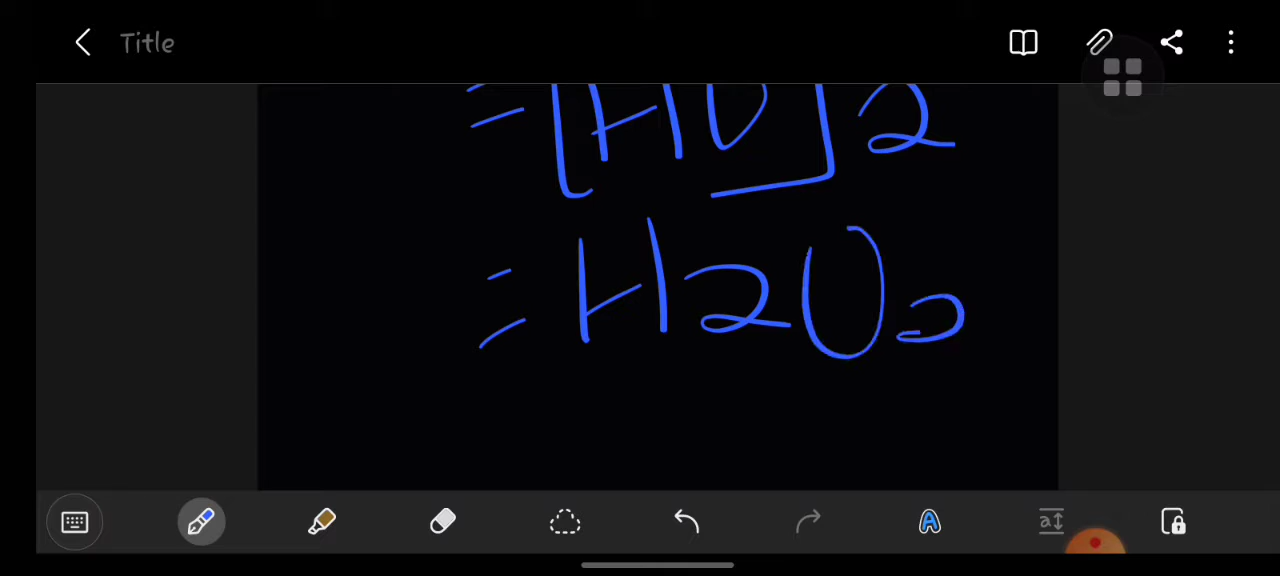 Title
= [HO]2
= H2O2